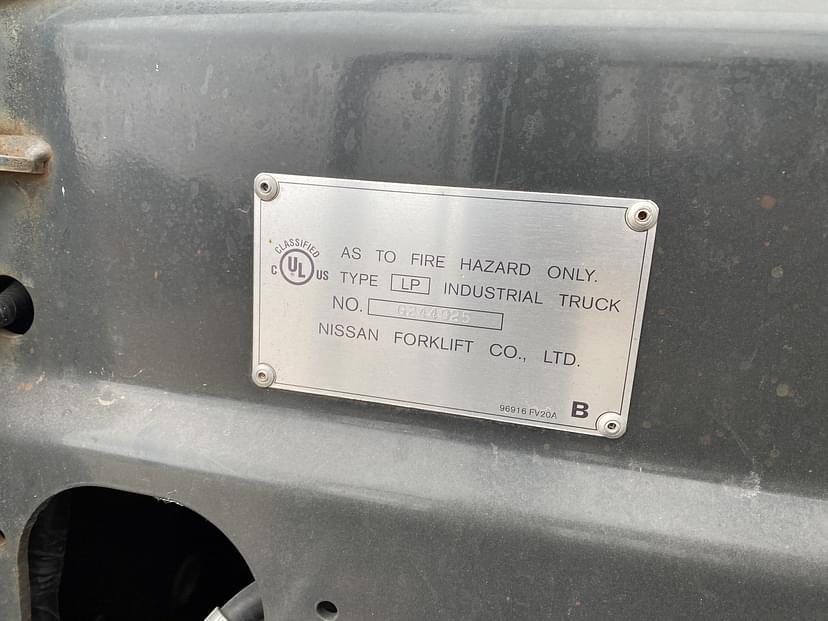 CLASSIFIED
C UL US
AS TO FIRE HAZARD ONLY.
TYPE LP INDUSTRIAL TRUCK
NO. G244925
NISSAN FORKLIFT CO., LTD.
96916 FV20A B